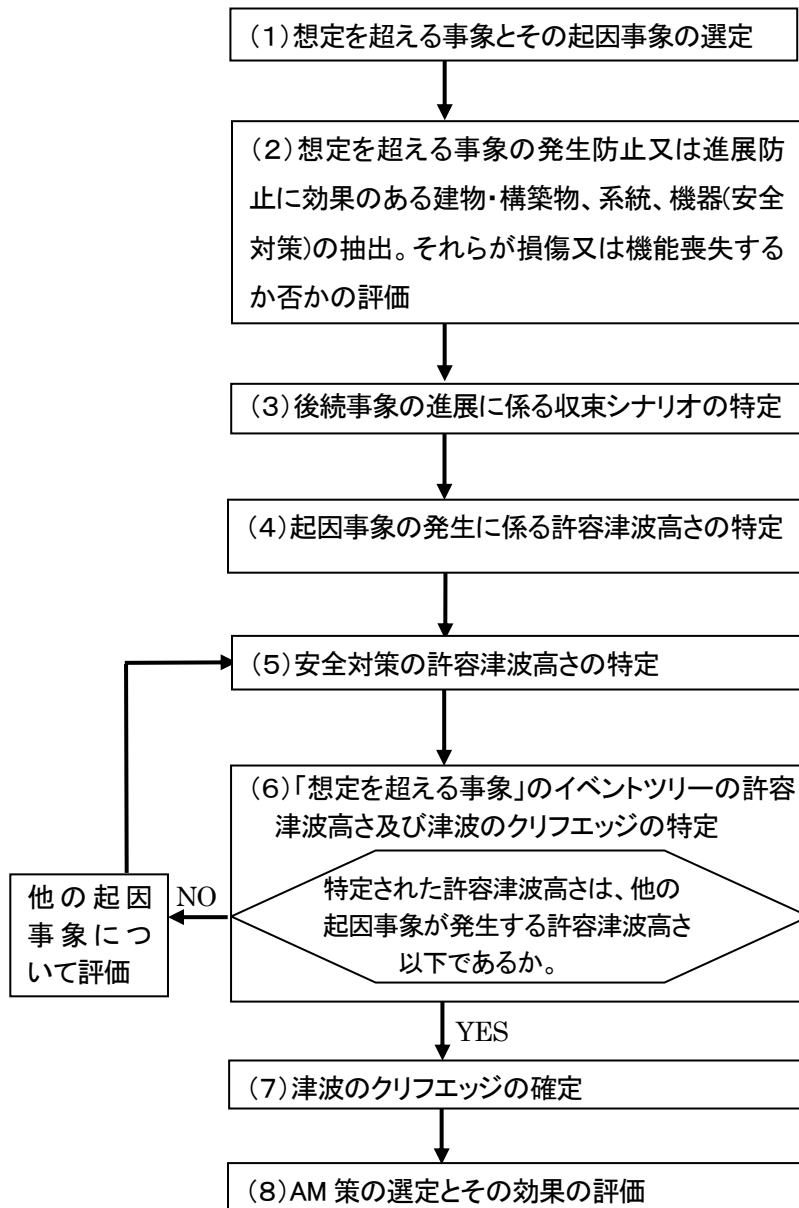 (1)想定を超える事象とその起因事象の選定
(2)想定を超える事象の発生防止又は進展防
止に効果のある建物・構築物、系統、機器(安全
対策)の抽出。それらが損傷又は機能喪失する
か否かの評価
(3)後続事象の進展に係る収束シナリオの特定
(4)起因事象の発生に係る許容津波高さの特定
(5)安全対策の許容津波高さの特定
(6)「想定を超える事象」のイベントツリーの許容
津波高さ及び津波のクリフエッジの特定
特定された許容津波高さは、他の
起因事象が発生する許容津波高さ
以下であるか。
NO
他の起因
事象につ
いて評価
YES
(7)津波のクリフエッジの確定
(8)AM 策の選定とその効果の評価